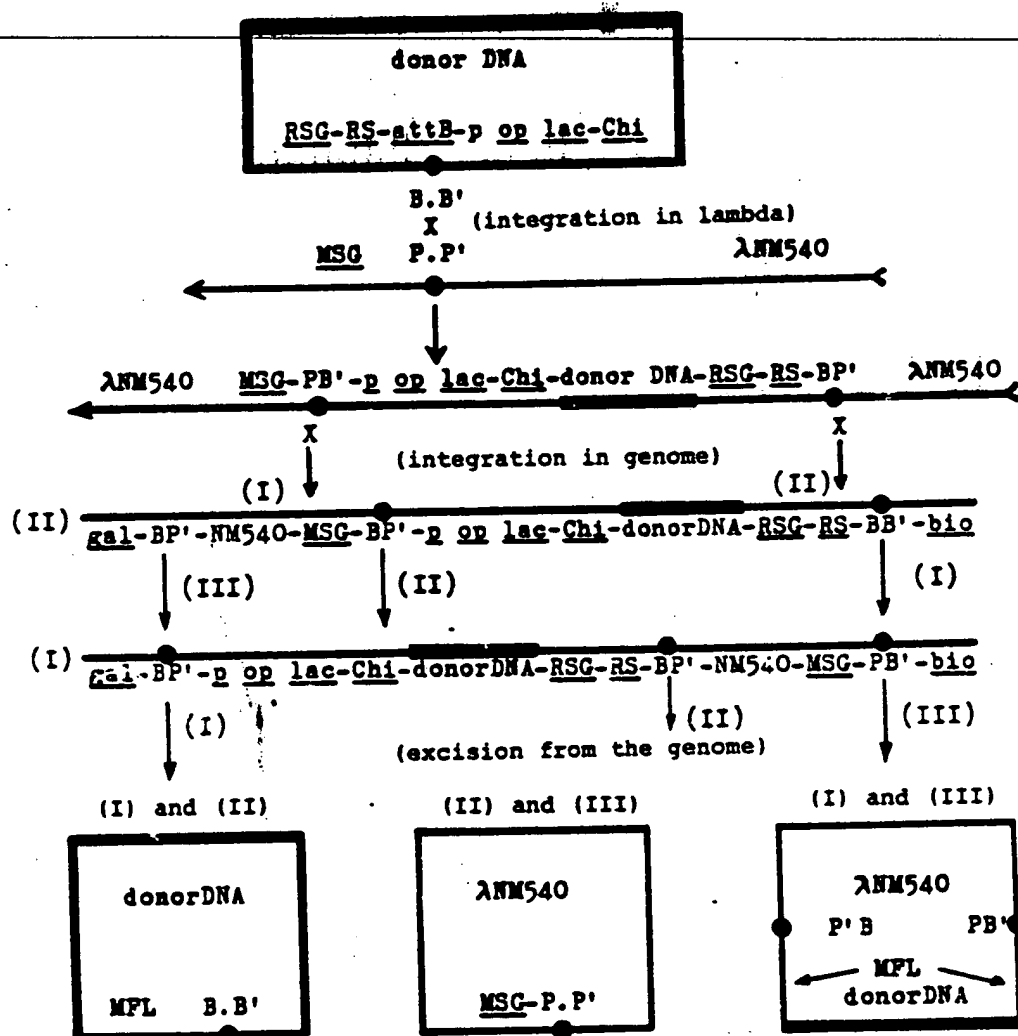 donor DNA
RSG-RS-attB-p op lac-Chi
B.B'
X (integration in lambda)
MSG P.P' λNM540
λNM540 MSG-PB'-p op lac-Chi-donor DNA-RSG-RS-BP' λNM540
X X
(integration in genome)
(I) (II)
(II)
gal-BP'-NM540-MSG-BP'-p op lac-Chi-donorDNA-RSG-RS-BB'-bio
(III) (II) (I)
(I)
gal-BP'-p op lac-Chi-donorDNA-RSG-RS-BP'-NM540-MSG-PB'-bio
(I) (II) (III)
(excision from the genome)
(I) and (II) (II) and (III) (I) and (III)
donorDNA λNM540 λNM540
P'B PB'
MFL
donorDNA
MFL B.B' MSG-P.P'